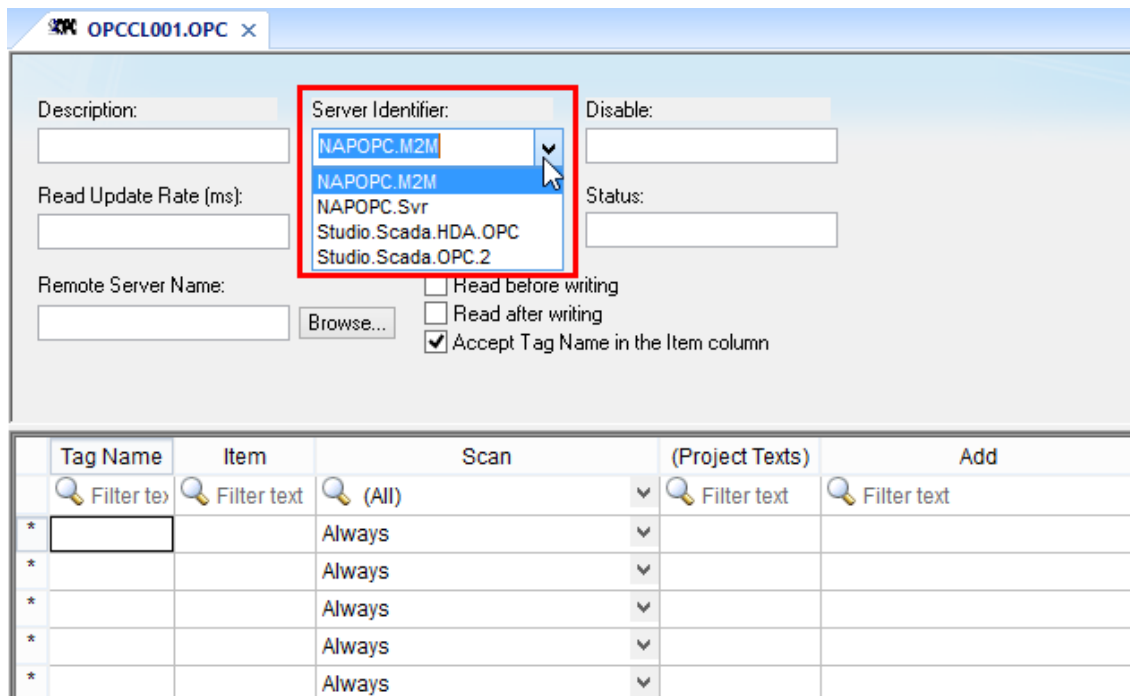 OPCCL001.OPC
Description: Server Identifier: Disable:
NAPOPC.M2M
NAPOPC.M2M
Read Update Rate (ms): Status:
NAPOPC.Svr
Studio.Scada.HDA.OPC
Studio.Scada.OPC.2
Remote Server Name: Read before writing
Browse... Read after writing
Accept Tag Name in the Item column
Tag Name Item Scan (Project Texts) Add
Filter tex Filter text (All) Filter text Filter text
* Always
* Always
* Always
* Always
* Always